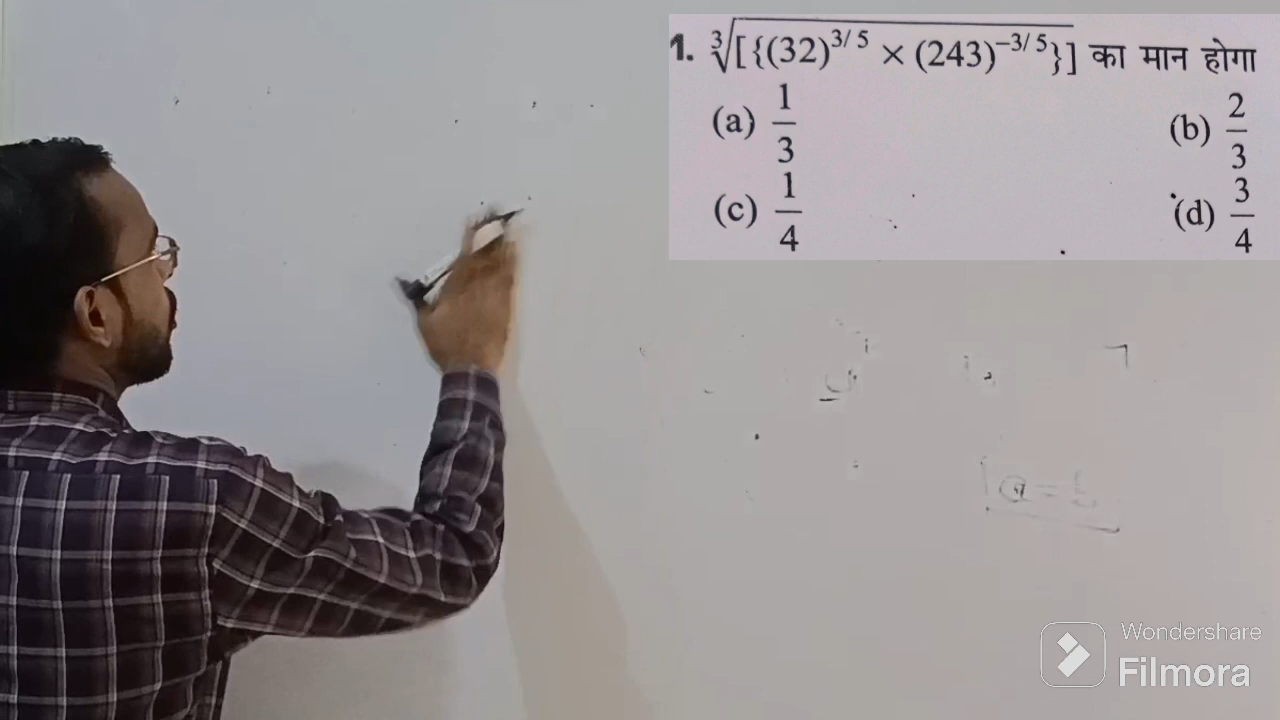 1. ∛[{(32)^3/5 × (243)^−3/5}] का मान होगा
(a) 1/3 (b) 2/3
(c) 1/4 (d) 3/4
Wondershare
Filmora